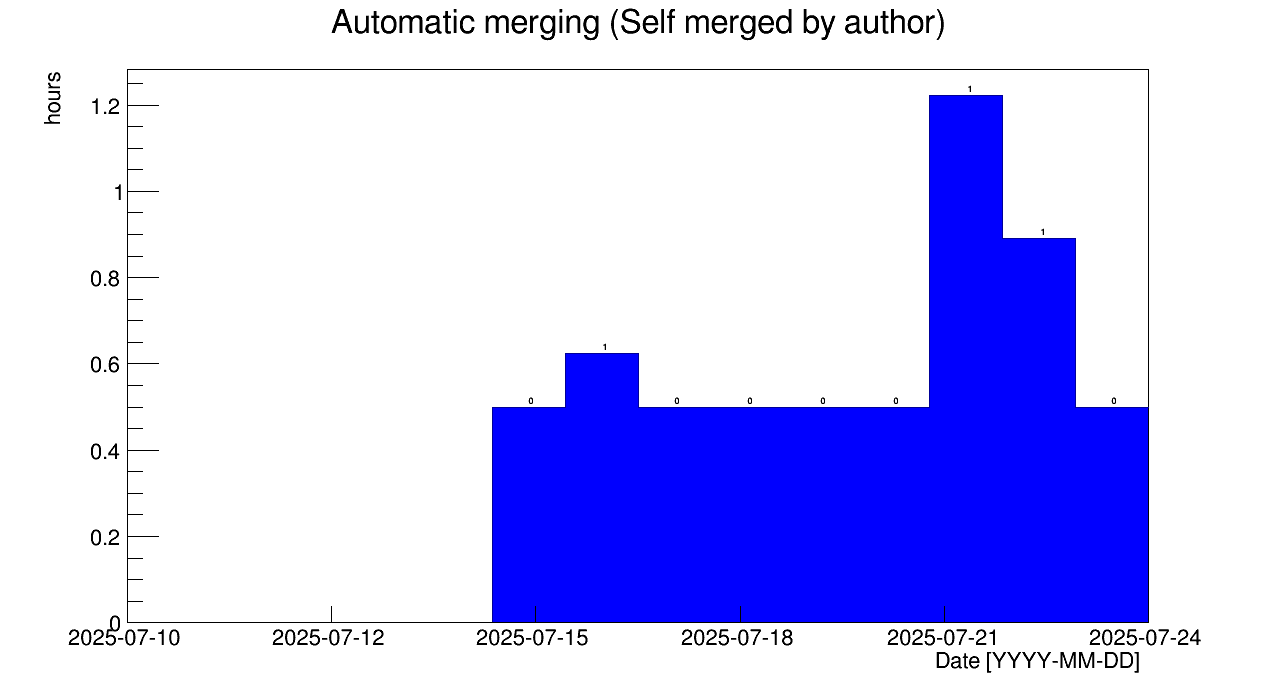 Automatic merging (Self merged by author)
hours
1.2
1
0.8
0.6
0.4
0.2
0
0 1 0 0 0 0 1 1 0
2025-07-10 2025-07-12 2025-07-15 2025-07-18 2025-07-21 2025-07-24
Date [YYYY-MM-DD]